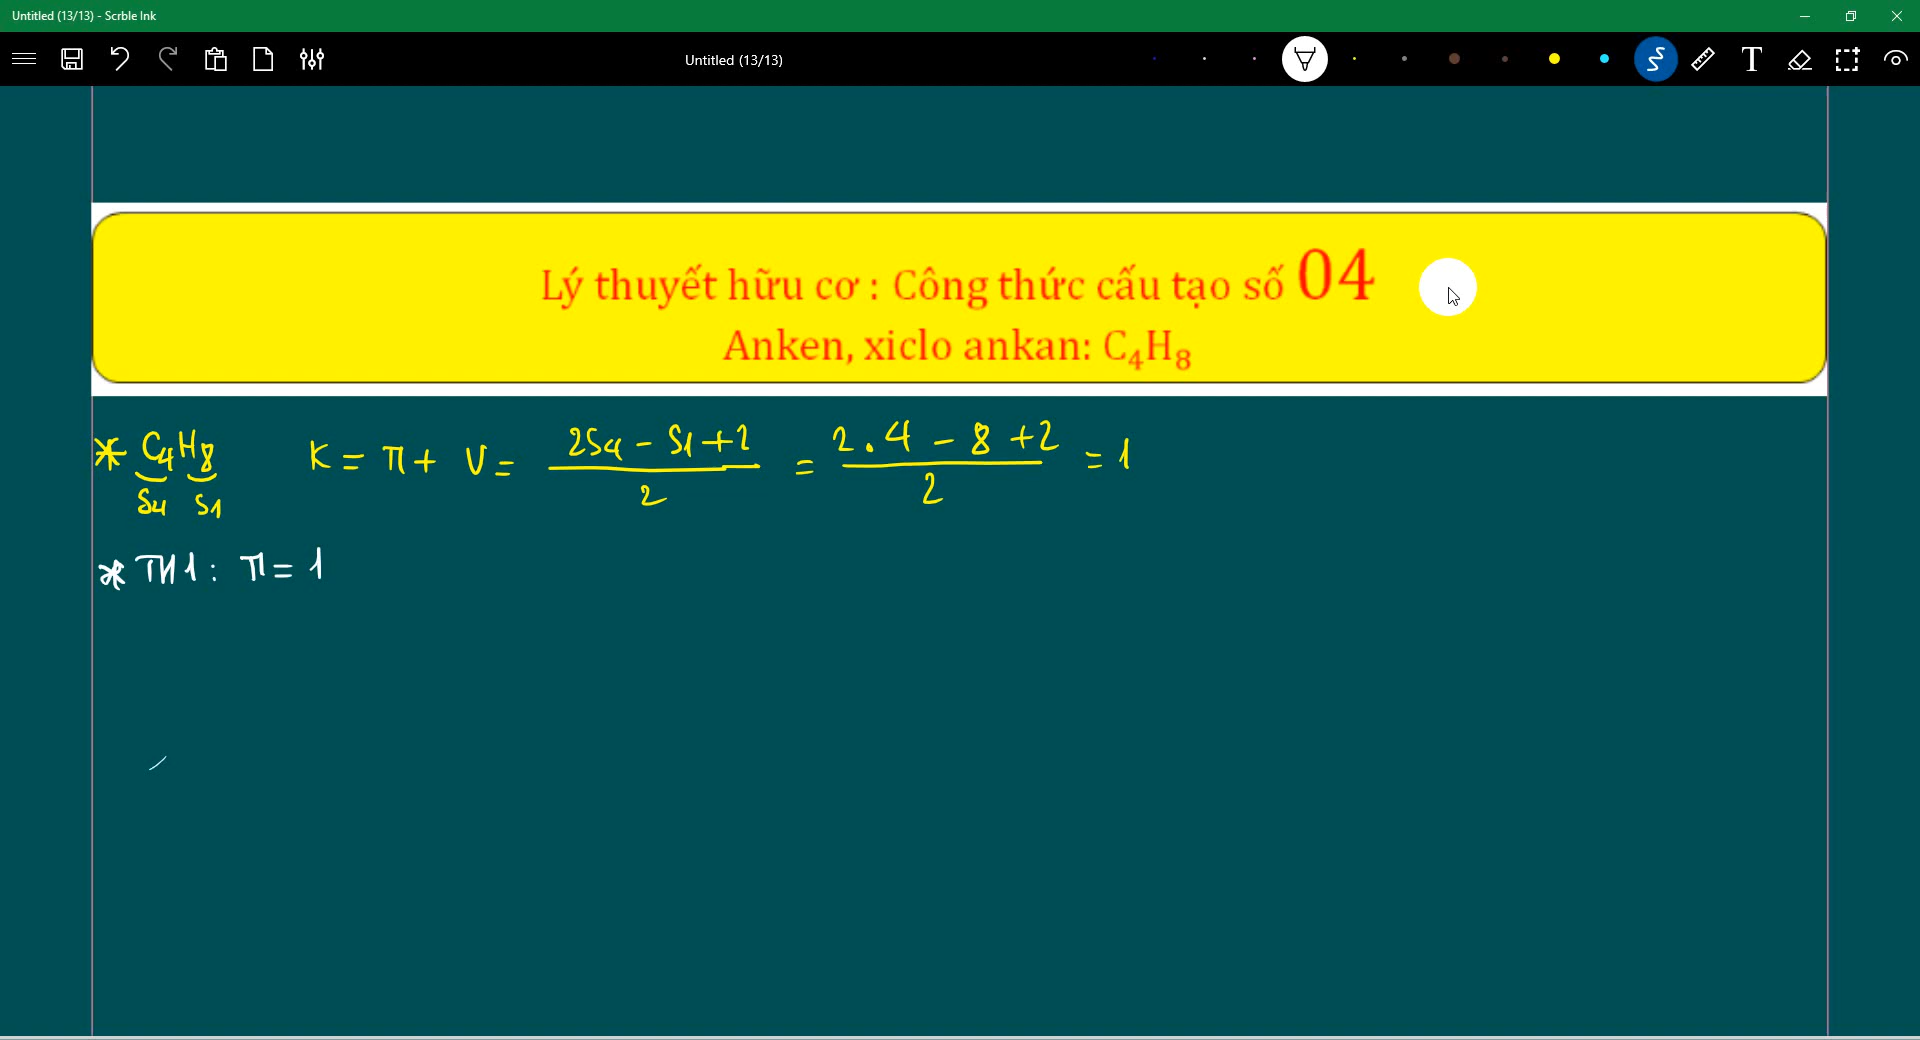 Untitled (13/13) - Scrble Ink
Untitled (13/13)
T
Lý thuyết hữu cơ : Công thức cấu tạo số 04
Anken, xiclo ankan: C₄H₈
* C₄H₈ K = π + V = (2S₄ - S₁ + 2)/2 = (2.4 - 8 + 2)/2 = 1
S₄ S₁
* TH1: π = 1